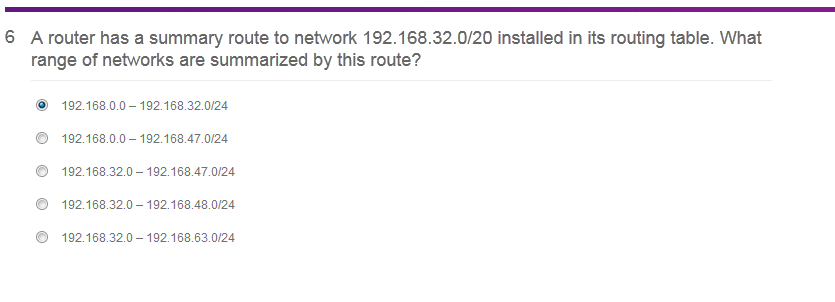 6 A router has a summary route to network 192.168.32.0/20 installed in its routing table. What
range of networks are summarized by this route?
192.168.0.0 – 192.168.32.0/24
192.168.0.0 – 192.168.47.0/24
192.168.32.0 – 192.168.47.0/24
192.168.32.0 – 192.168.48.0/24
192.168.32.0 – 192.168.63.0/24